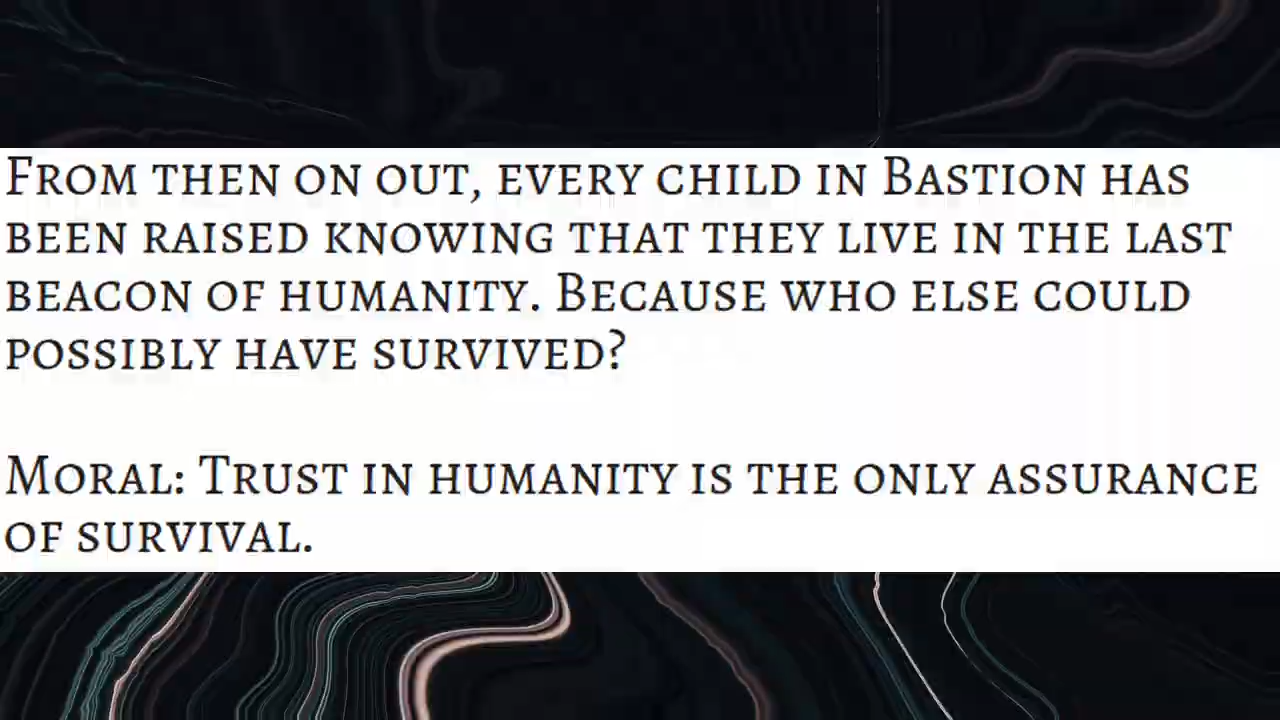 From then on out, every child in Bastion has
been raised knowing that they live in the last
beacon of humanity. Because who else could
possibly have survived?
Moral: Trust in humanity is the only assurance
of survival.